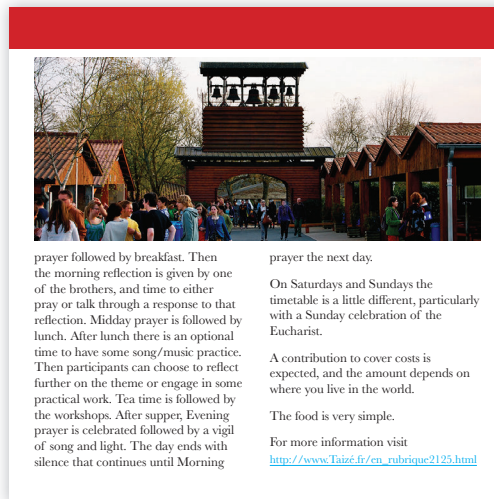 prayer followed by breakfast. Then
the morning reflection is given by one
of the brothers, and time to either
pray or talk through a response to that
reflection. Midday prayer is followed by
lunch. After lunch there is an optional
time to have some song/music practice.
Then participants can choose to reflect
further on the theme or engage in some
practical work. Tea time is followed by
the workshops. After supper, Evening
prayer is celebrated followed by a vigil
of song and light. The day ends with
silence that continues until Morning
prayer the next day.
On Saturdays and Sundays the
timetable is a little different, particularly
with a Sunday celebration of the
Eucharist.
A contribution to cover costs is
expected, and the amount depends on
where you live in the world.
The food is very simple.
For more information visit
http://www.Taizé.fr/en_rubrique2125.html